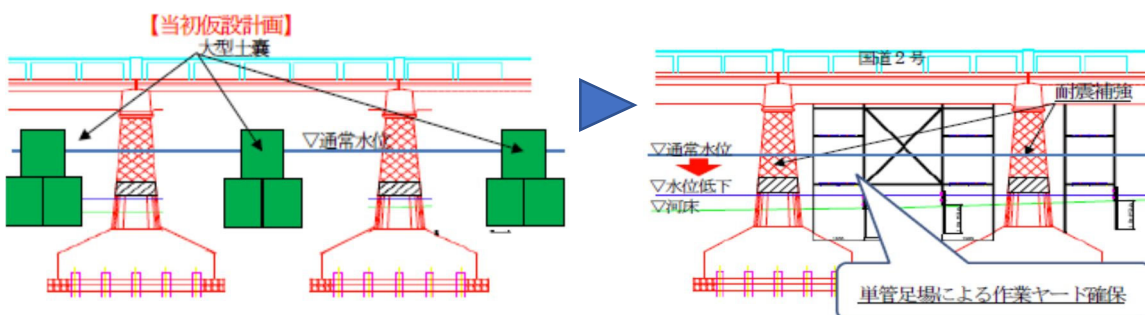 【当初仮設計画】
大型土嚢
▽通常水位
国道2号
耐震補強
▽通常水位
▽水位低下
▽河床
単管足場による作業ヤード確保